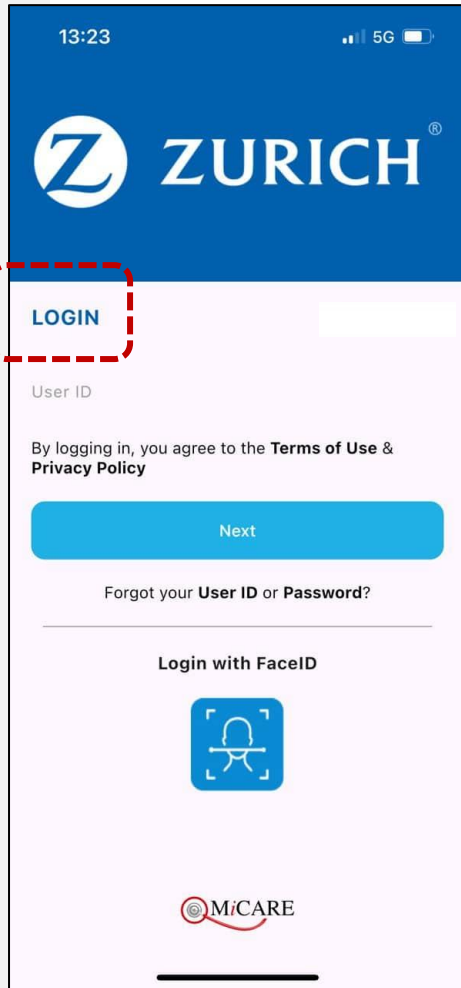 13:23
5G
Z ZURICH®
LOGIN
User ID
By logging in, you agree to the Terms of Use &
Privacy Policy
Next
Forgot your User ID or Password?
Login with FaceID
MiCARE